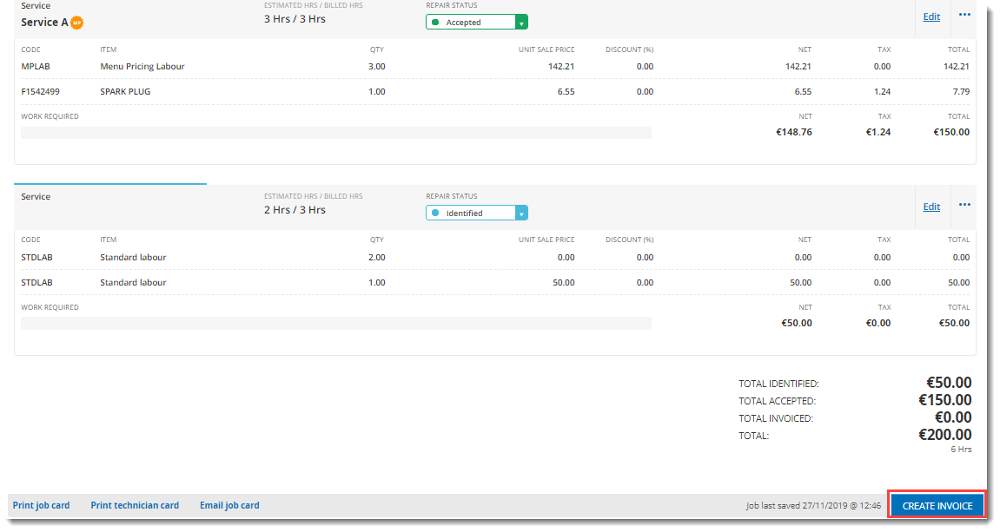 Service ESTIMATED HRS / BILLED HRS REPAIR STATUS
Service A MP 3 Hrs / 3 Hrs Accepted Edit ...
CODE ITEM QTY UNIT SALE PRICE DISCOUNT (%) NET TAX TOTAL
MPLAB Menu Pricing Labour 3.00 142.21 0.00 142.21 0.00 142.21
F1542499 SPARK PLUG 1.00 6.55 0.00 6.55 1.24 7.79
WORK REQUIRED NET TAX TOTAL
€148.76 €1.24 €150.00
Service ESTIMATED HRS / BILLED HRS REPAIR STATUS
2 Hrs / 3 Hrs Identified Edit ...
CODE ITEM QTY UNIT SALE PRICE DISCOUNT (%) NET TAX TOTAL
STDLAB Standard labour 2.00 0.00 0.00 0.00 0.00 0.00
STDLAB Standard labour 1.00 50.00 0.00 50.00 0.00 50.00
WORK REQUIRED NET TAX TOTAL
€50.00 €0.00 €50.00
TOTAL IDENTIFIED: €50.00
TOTAL ACCEPTED: €150.00
TOTAL INVOICED: €0.00
TOTAL: €200.00
6 Hrs
Print job card Print technician card Email job card Job last saved 27/11/2019 @ 12:46 CREATE INVOICE